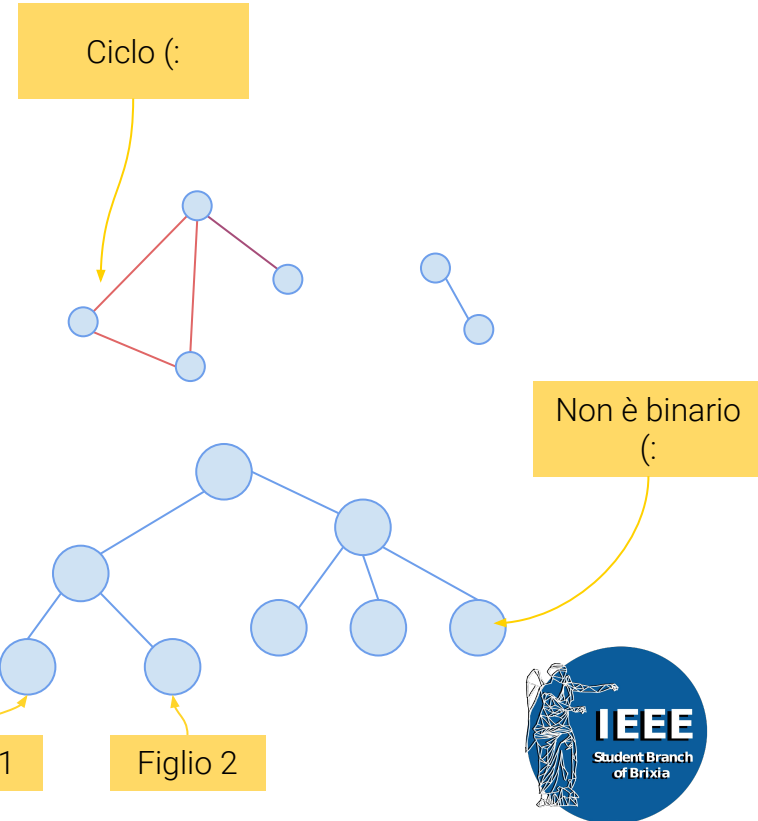 Ciclo (:
Non è binario
(:
1
Figlio 2
IEEE
Student Branch
of Brixia